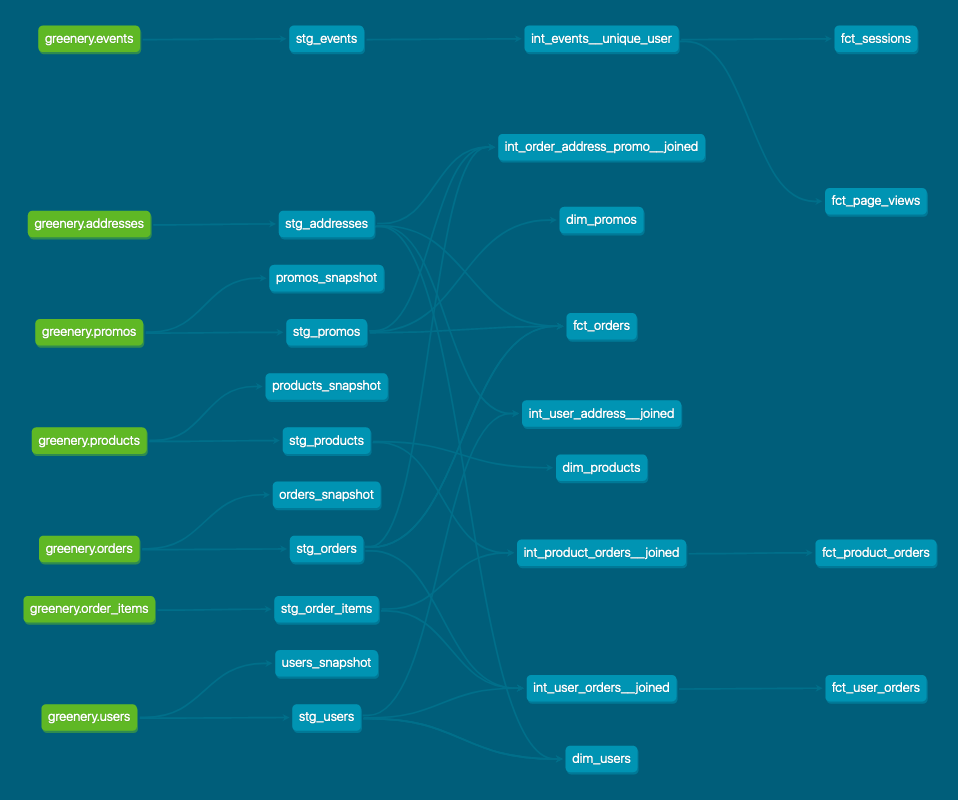 greenery.events
stg_events
int_events__unique_user
fct_sessions
int_order_address_promo__joined
fct_page_views
dim_promos
greenery.addresses
stg_addresses
promos_snapshot
fct_orders
greenery.promos
stg_promos
products_snapshot
int_user_address__joined
greenery.products
stg_products
dim_products
orders_snapshot
greenery.orders
stg_orders
int_product_orders__joined
fct_product_orders
greenery.order_items
stg_order_items
users_snapshot
int_user_orders__joined
fct_user_orders
greenery.users
stg_users
dim_users